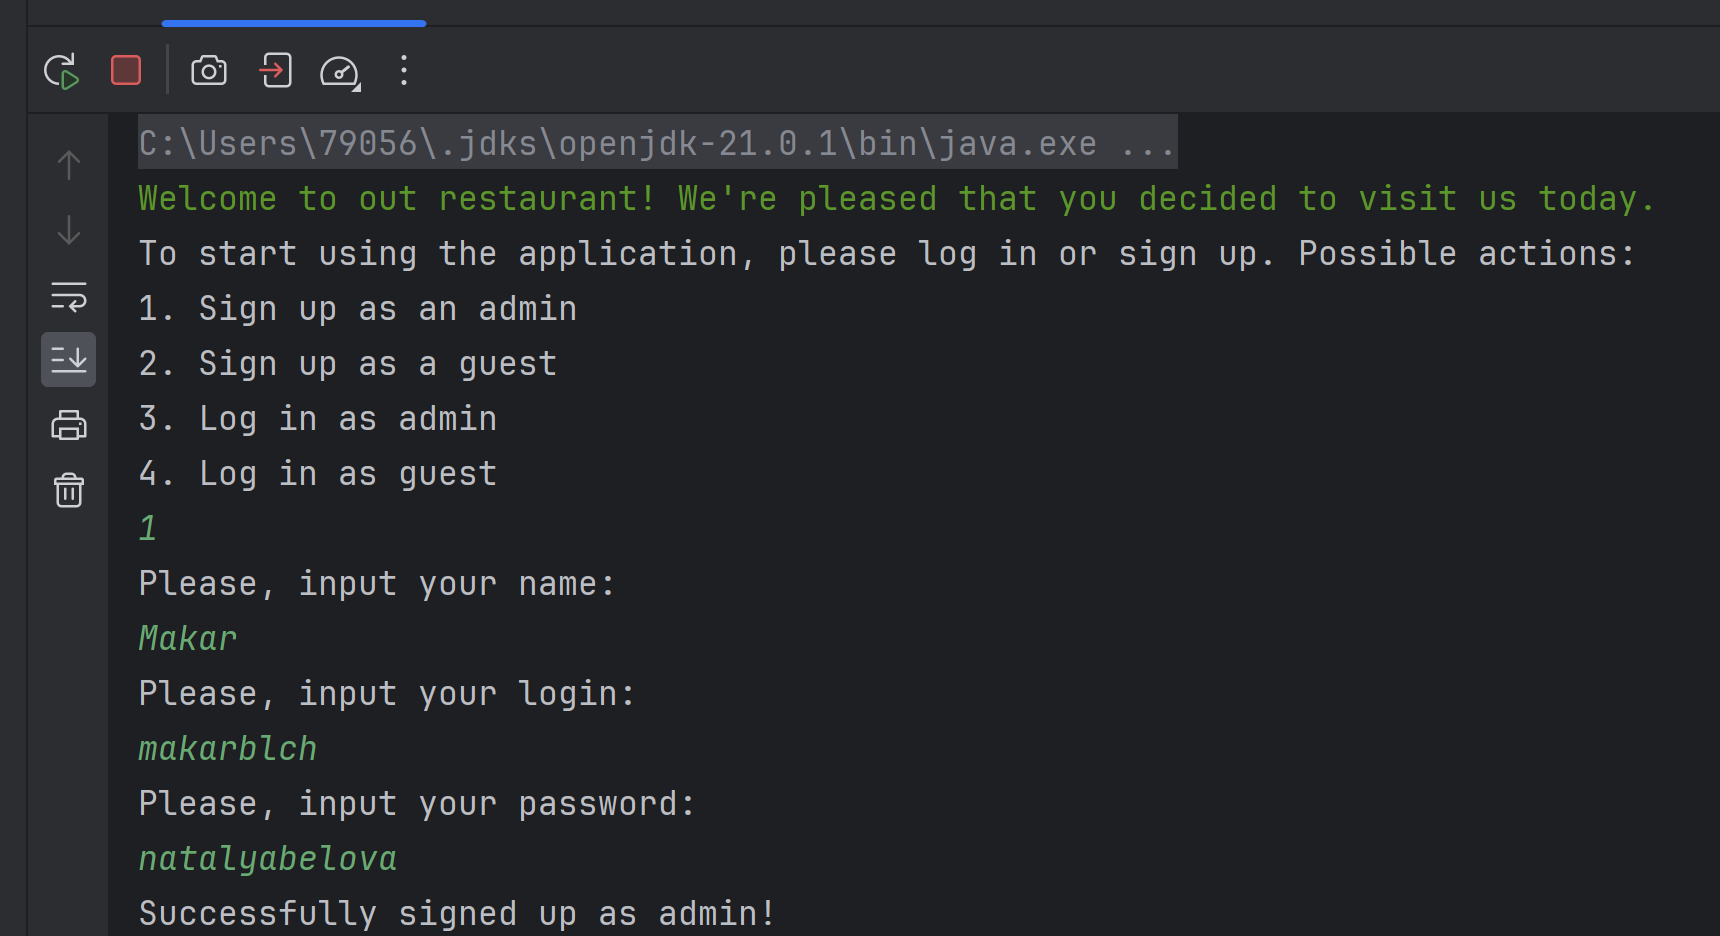 C:\Users\79056\.jdks\openjdk-21.0.1\bin\java.exe ...
Welcome to out restaurant! We're pleased that you decided to visit us today.
To start using the application, please log in or sign up. Possible actions:
1. Sign up as an admin
2. Sign up as a guest
3. Log in as admin
4. Log in as guest
1
Please, input your name:
Makar
Please, input your login:
makarblch
Please, input your password:
natalyabelova
Successfully signed up as admin!